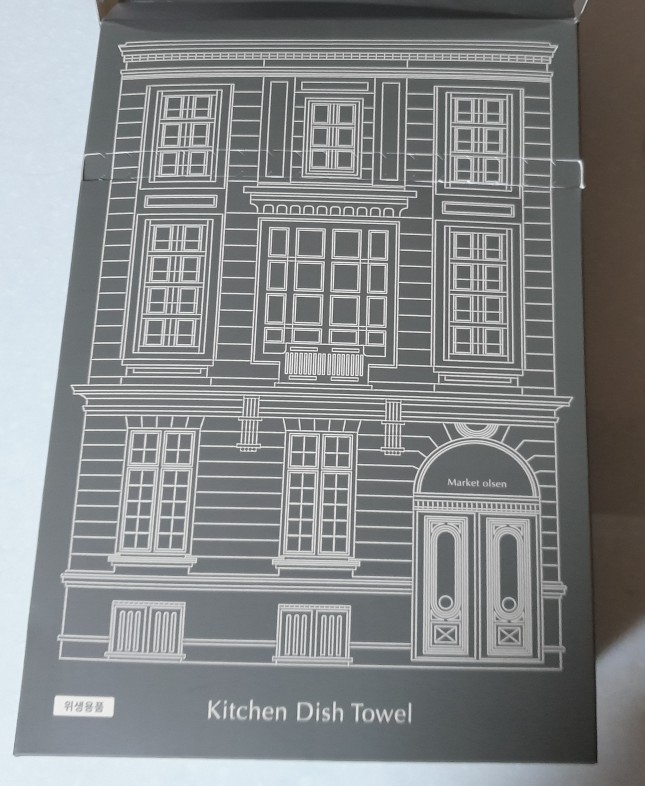 Market olsen
위생용품
Kitchen Dish Towel